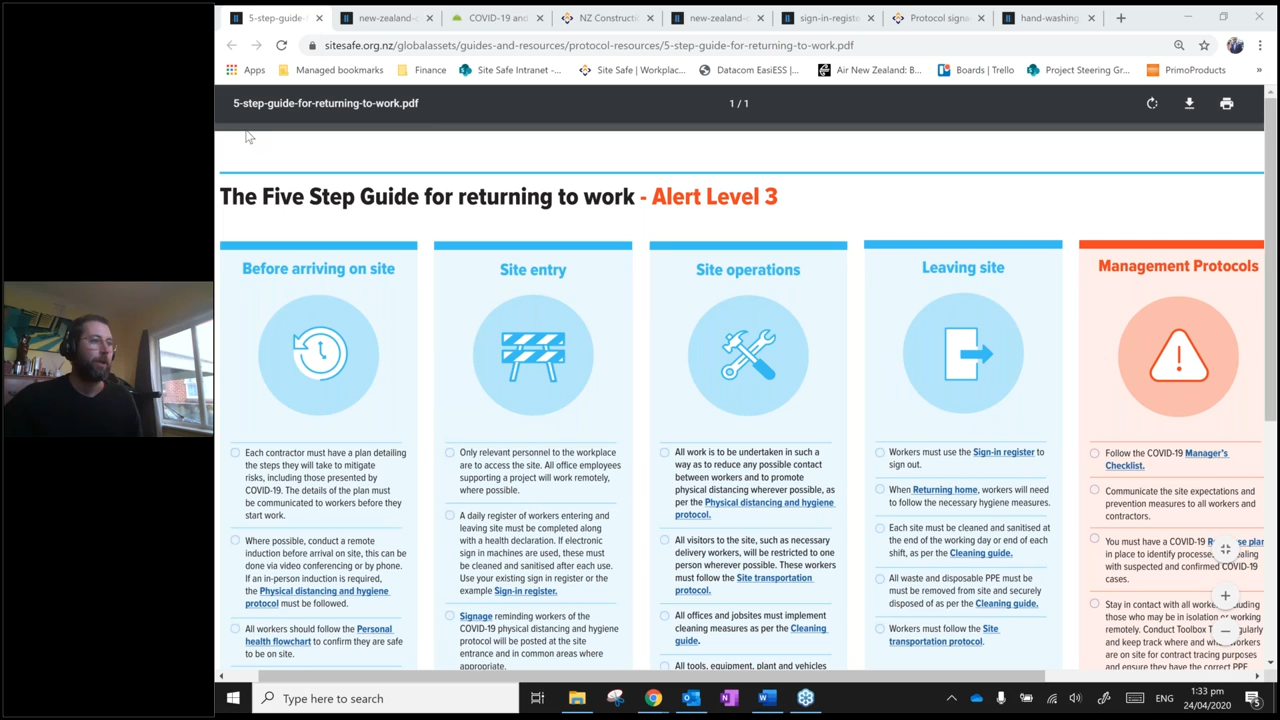 5-step-guide-
new-zealand-c
COVID-19 and
NZ Constructi
new-zealand-c
sign-in-registe
Protocol signa
hand-washing
sitesafe.org.nz/globalassets/guides-and-resources/protocol-resources/5-step-guide-for-returning-to-work.pdf
Apps
Managed bookmarks
Finance
Site Safe Intranet -...
Site Safe | Workplac...
Datacom EasiESS |...
Air New Zealand: B...
Boards | Trello
Project Steering Gr...
PrimoProducts
»
5-step-guide-for-returning-to-work.pdf
1 / 1
The Five Step Guide for returning to work - Alert Level 3
Before arriving on site
Each contractor must have a plan detailing
the steps they will take to mitigate
risks, including those presented by
COVID-19. The details of the plan must
be communicated to workers before they
start work.
Where possible, conduct a remote
induction before arrival on site, this can be
done via video conferencing or by phone.
If an in-person induction is required,
the Physical distancing and hygiene
protocol must be followed.
All workers should follow the Personal
health flowchart to confirm they are safe
to be on site.
Site entry
Only relevant personnel to the workplace
are to access the site. All office employees
supporting a project will work remotely,
where possible.
A daily register of workers entering and
leaving site must be completed along
with a health declaration. If electronic
sign in machines are used, these must
be cleaned and sanitised after each use.
Use your existing sign in register or the
example Sign-in register.
Signage reminding workers of the
COVID-19 physical distancing and hygiene
protocol will be posted at the site
entrance and in common areas where
appropriate.
Site operations
All work is to be undertaken in such a
way as to reduce any possible contact
between workers and to promote
physical distancing wherever possible, as
per the Physical distancing and hygiene
protocol.
All visitors to the site, such as necessary
delivery workers, will be restricted to one
person wherever possible. These workers
must follow the Site transportation
protocol.
All offices and jobsites must implement
cleaning measures as per the Cleaning
guide.
All tools, equipment, plant and vehicles
Leaving site
Workers must use the Sign-in register to
sign out.
When Returning home, workers will need
to follow the necessary hygiene measures.
Each site must be cleaned and sanitised at
the end of the working day or end of each
shift, as per the Cleaning guide.
All waste and disposable PPE must be
must be removed from site and securely
disposed of as per the Cleaning guide.
Workers must follow the Site
transportation protocol.
Management Protocols
Follow the COVID-19 Manager's
Checklist.
Communicate the site expectations and
prevention measures to all workers and
contractors.
You must have a COVID-19 plan
in place to identify
with suspected and confirmed COVID-19
cases.
Stay in contact with all
those who may be in isolation or working
remotely. Conduct Toolbox
and keep track where and
are on site for contract tracing purposes
and ensure they have the correct PPE
Type here to search
ENG
1:33 pm
24/04/2020
5